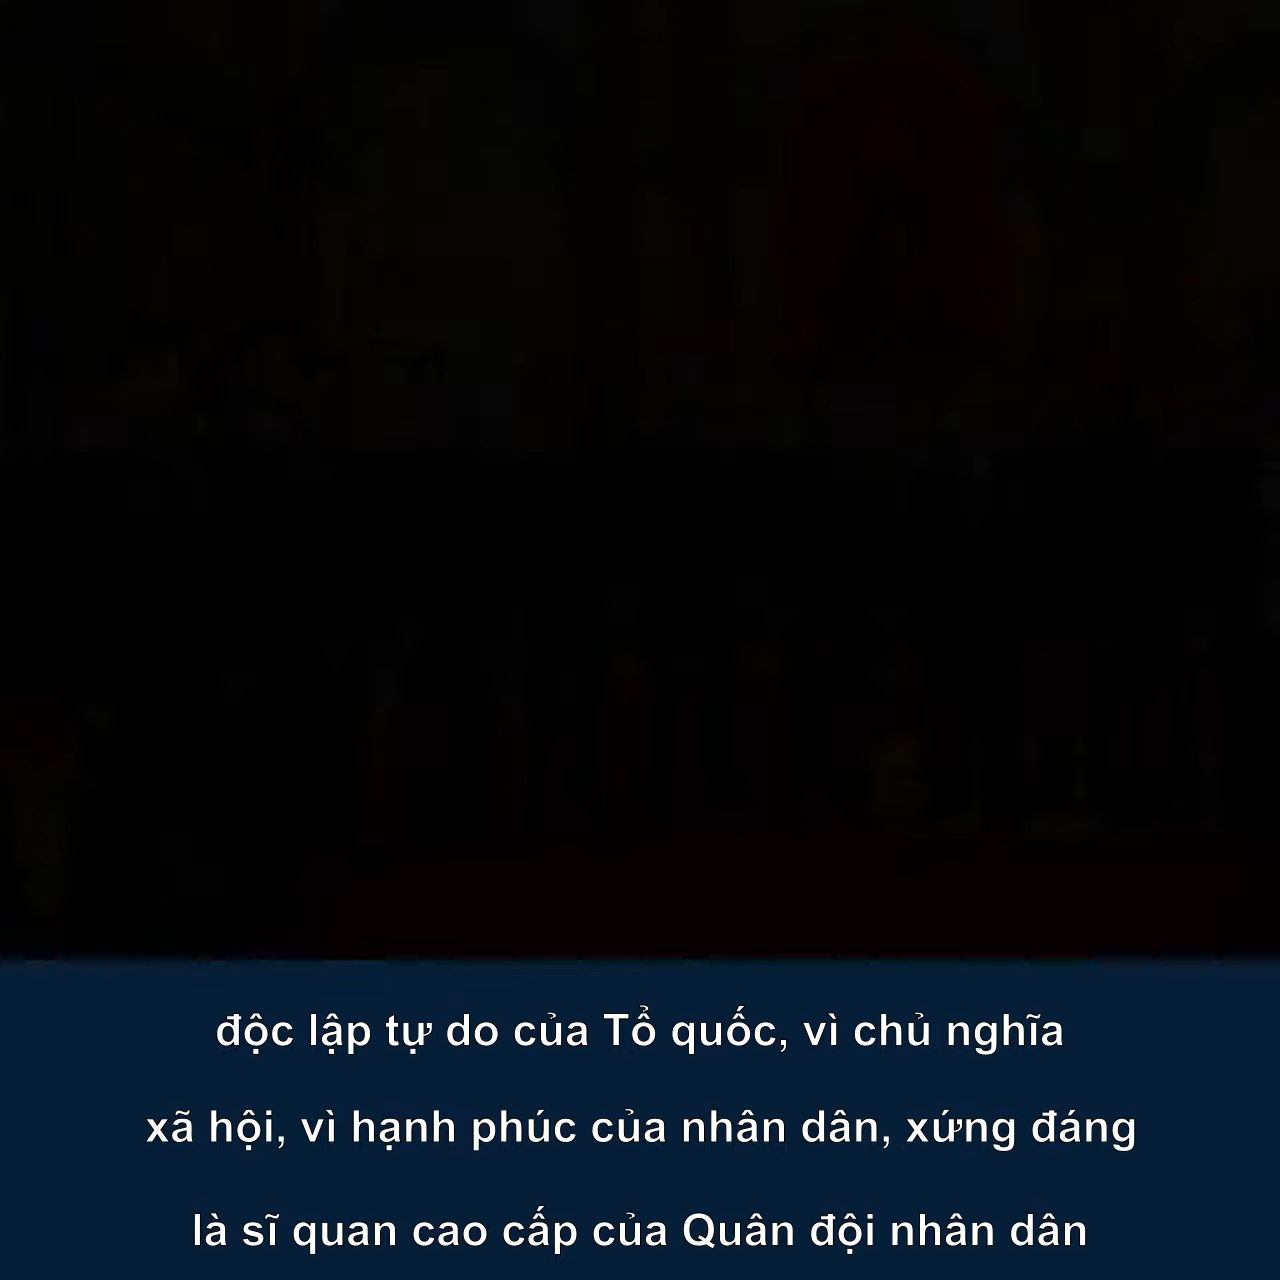 độc lập tự do của Tổ quốc, vì chủ nghĩa
xã hội, vì hạnh phúc của nhân dân, xứng đáng
là sĩ quan cao cấp của Quân đội nhân dân